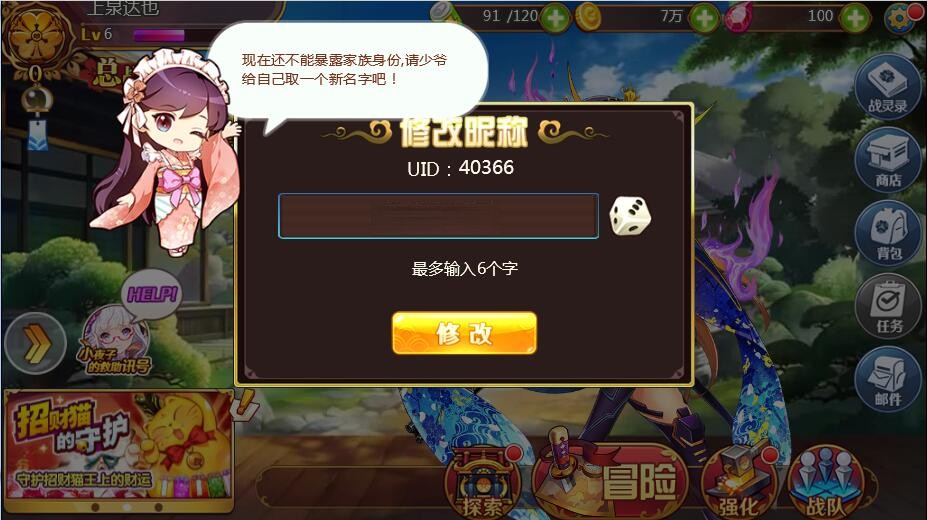 上泉达也
Lv6
91 /120
7万
100
0
总
现在还不能暴露家族身份,请少爷
给自己取一个新名字吧！
修改昵称
UID：40366
最多输入6个字
修改
战灵录
商店
背包
任务
邮件
HELP!
小夜子
的救助讯号
招财猫
的守护
守护招财猫王上的财运
探索
冒险
强化
战队